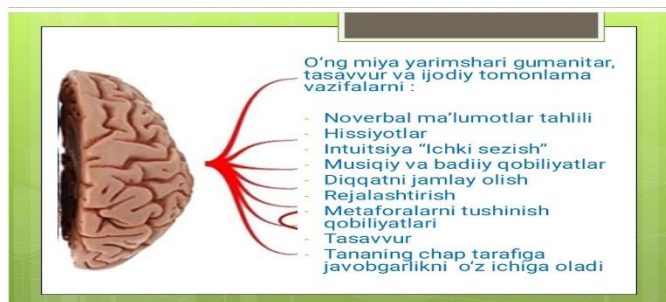 O‘ng miya yarimshari gumanitar,
tasavvur va ijodiy tomonlama
vazifalarni :
- Noverbal ma’lumotlar tahlili
- Hissiyotlar
- Intuitsiya “Ichki sezish”
- Musiqiy va badiiy qobiliyatlar
- Diqqatni jamlay olish
- Rejalashtirish
- Metaforalarni tushinish
qobiliyatlari
- Tasavvur
- Tananing chap tarafiga
javobgarlikni o‘z ichiga oladi